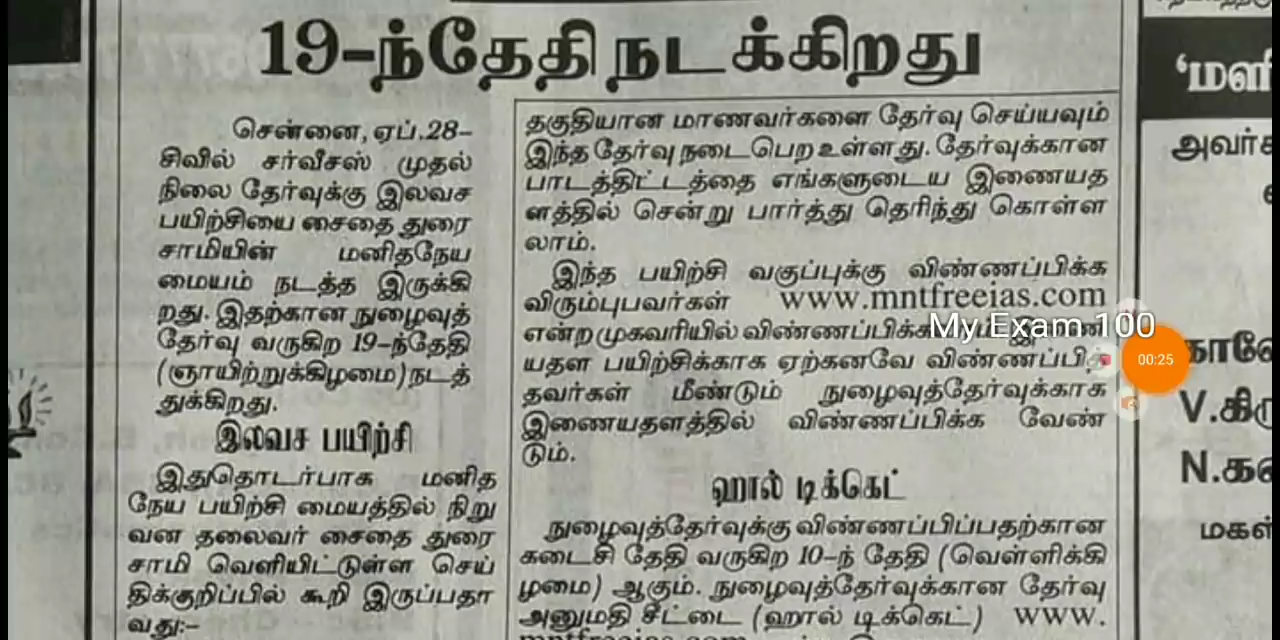 19-ந்தேதி நடக்கிறது
சென்னை, ஏப்.28-
சிவில் சர்வீசஸ் முதல்
நிலை தேர்வுக்கு இலவச
பயிற்சியை சைதை துரை
சாமியின் மனிதநேய
மையம் நடத்த இருக்கி
றது. இதற்கான நுழைவுத்
தேர்வு வருகிற 19-ந்தேதி
(ஞாயிற்றுக்கிழமை) நடத்
துக்கிறது.
இலவச பயிற்சி
இதுதொடர்பாக மனித
நேய பயிற்சி மையத்தில் நிறு
வன தலைவர் சைதை துரை
சாமி வெளியிட்டுள்ள செய்
திக்குறிப்பில் கூறி இருப்பதா
வது:-
தகுதியான மாணவர்களை தேர்வு செய்யவும்
இந்த தேர்வு நடைபெற உள்ளது. தேர்வுக்கான
பாடத்திட்டத்தை எங்களுடைய இணையத
ளத்தில் சென்று பார்த்து தெரிந்து கொள்ள
லாம்.
இந்த பயிற்சி வகுப்புக்கு விண்ணப்பிக்க
விரும்புபவர்கள் www.mntfreeias.com
என்ற முகவரியில் விண்ணப்பிக்க
யதள பயிற்சிக்காக ஏற்கனவே விண்ணப்பித்
தவர்கள் மீண்டும் நுழைவுத்தேர்வுக்காக
இணையதளத்தில் விண்ணப்பிக்க வேண்
டும்.
ஹால் டிக்கெட்
நுழைவுத்தேர்வுக்கு விண்ணப்பிப்பதற்கான
கடைசி தேதி வருகிற 10-ந் தேதி (வெள்ளிக்கி
ழமை) ஆகும். நுழைவுத்தேர்வுக்கான தேர்வு
அனுமதி சீட்டை (ஹால் டிக்கெட்) www.
My Exam 100
00:25
V.கிரு
மகள்